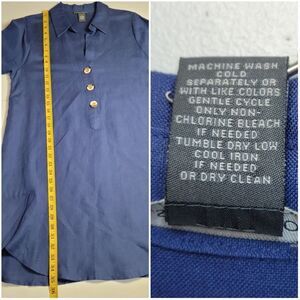 MACHINE WASH
COLD
SEPARATELY OR
WITH LIKE COLORS
GENTLE CYCLE
ONLY NON-
CHLORINE BLEACH
IF NEEDED
TUMBLE DRY LOW
COOL IRON
IF NEEDED
OR DRY CLEAN